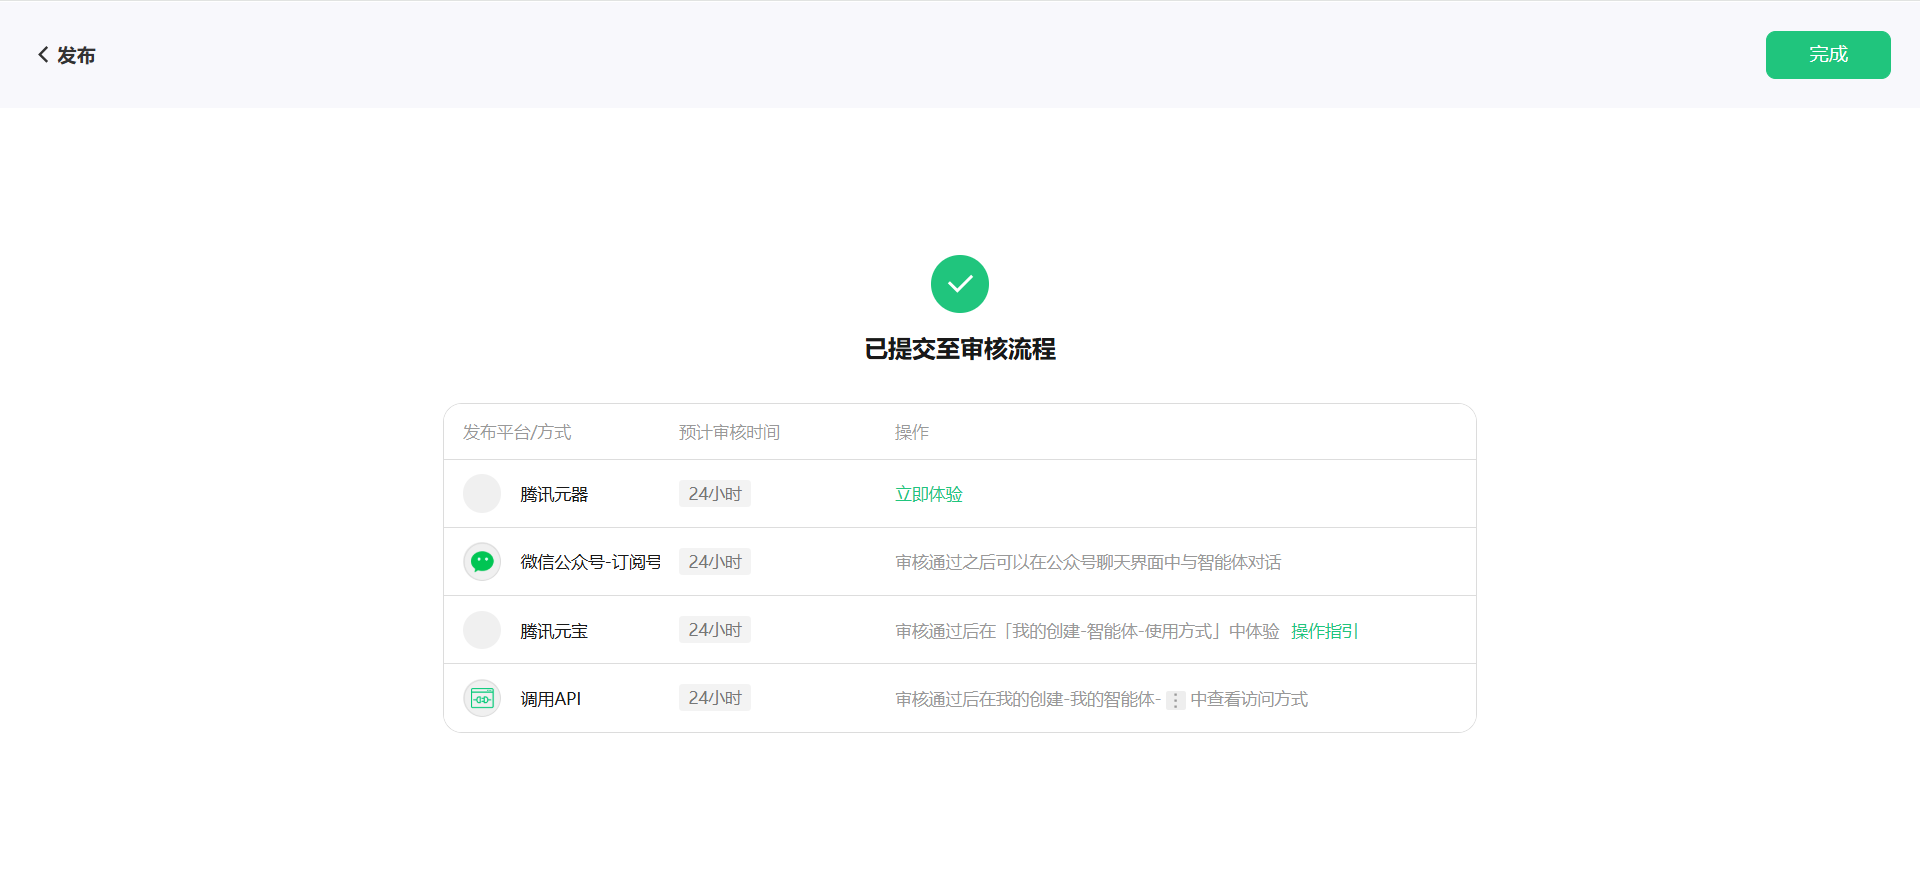 发布
完成
已提交至审核流程
发布平台/方式 预计审核时间 操作
腾讯元器 24小时 立即体验
微信公众号-订阅号 24小时 审核通过之后可以在公众号聊天界面中与智能体对话
腾讯元宝 24小时 审核通过后在「我的创建-智能体-使用方式」中体验 操作指引
调用API 24小时 审核通过后在我的创建-我的智能体- 中查看访问方式